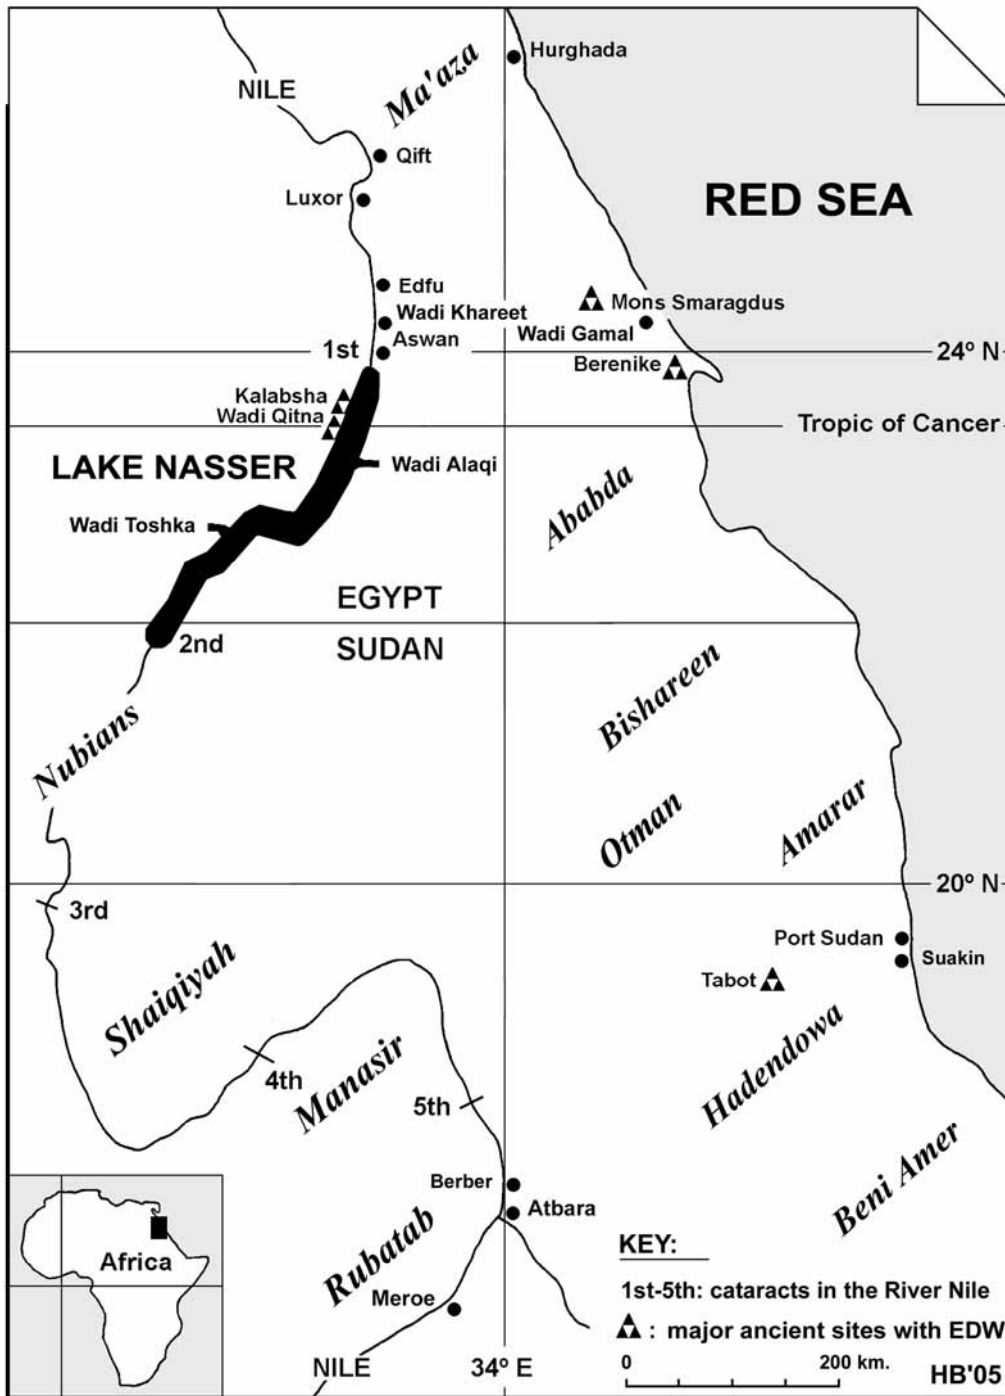 Hurghada
NILE
Ma'aza
Qift
Luxor
RED SEA
Edfu
Mons Smaragdus
Wadi Khareet
Wadi Gamal
Aswan
1st
24º N
Berenike
Kalabsha
Wadi Qitna
Tropic of Cancer
LAKE NASSER
Wadi Alaqi
Ababda
Wadi Toshka
EGYPT
2nd
SUDAN
Bishareen
Nubians
Otman
Amarar
20º N
3rd
Port Sudan
Suakin
Tabot
Shaiqiyah
Hadendowa
4th
Manasir
5th
Beni Amer
Berber
Atbara
Africa
Rubatab
KEY:
Meroe
1st-5th: cataracts in the River Nile
: major ancient sites with EDW
NILE
34º E
0
200 km.
HB'05